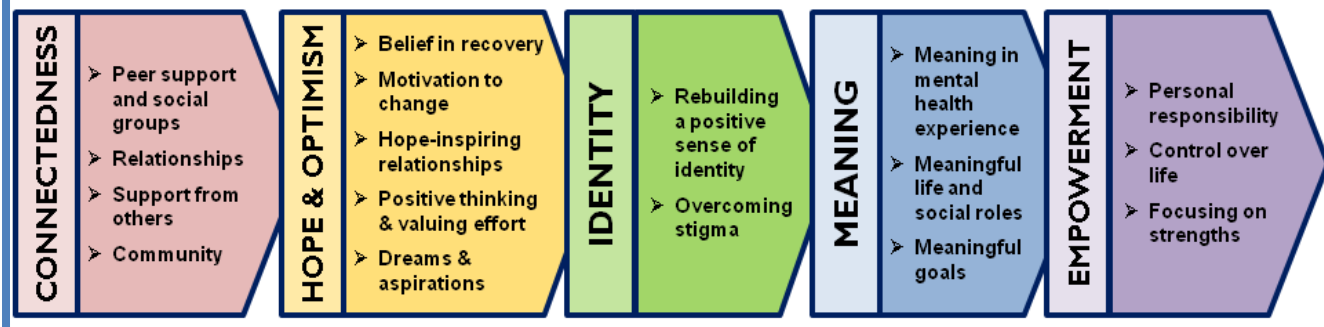 CONNECTEDNESS
➢ Peer support
and social
groups
➢ Relationships
➢ Support from
others
➢ Community
HOPE & OPTIMISM
➢ Belief in recovery
➢ Motivation to
change
➢ Hope-inspiring
relationships
➢ Positive thinking
& valuing effort
➢ Dreams &
aspirations
IDENTITY
➢ Rebuilding
a positive
sense of
identity
➢ Overcoming
stigma
MEANING
➢ Meaning in
mental
health
experience
➢ Meaningful
life and
social roles
➢ Meaningful
goals
EMPOWERMENT
➢ Personal
responsibility
➢ Control over
life
➢ Focusing on
strengths